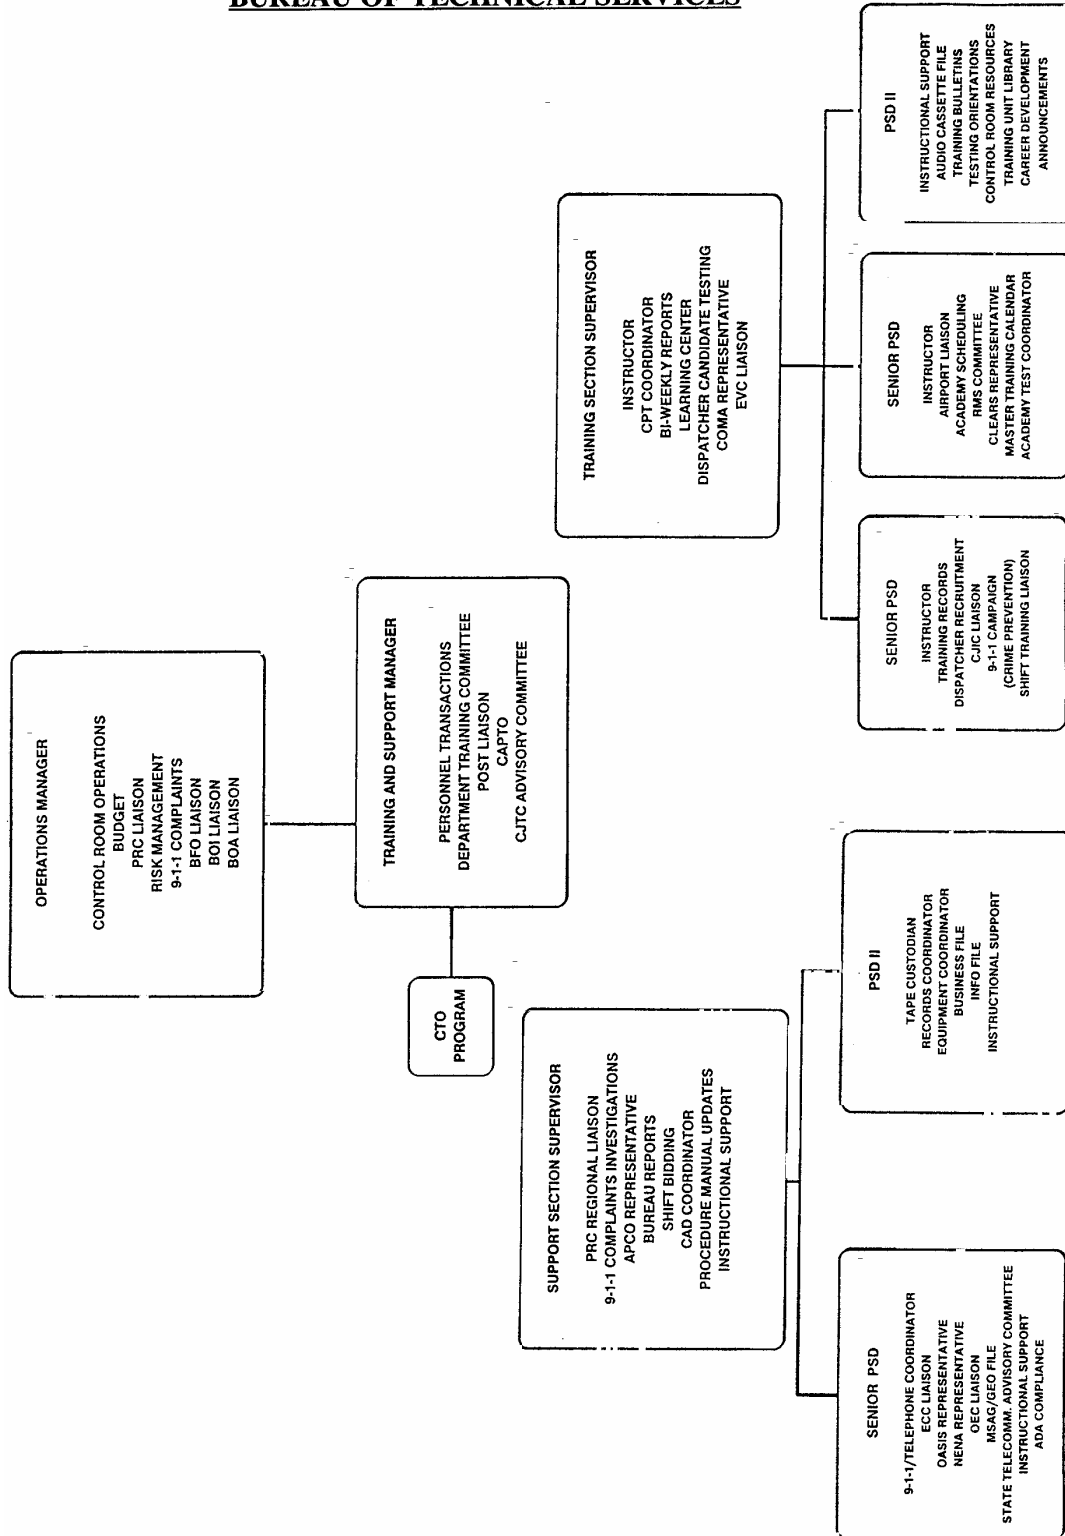 BUREAU OF TECHNICAL SERVICES
OPERATIONS MANAGER
CONTROL ROOM OPERATIONS
BUDGET
PRC LIAISON
RISK MANAGEMENT
9-1-1 COMPLAINTS
BFO LIAISON
BOI LIAISON
BOA LIAISON
TRAINING AND SUPPORT MANAGER
PERSONNEL TRANSACTIONS
DEPARTMENT TRAINING COMMITTEE
POST LIAISON
CAPTO
CJTC ADVISORY COMMITTEE
CTO
PROGRAM
SUPPORT SECTION SUPERVISOR
PRC REGIONAL LIAISON
9-1-1 COMPLAINTS INVESTIGATIONS
APCO REPRESENTATIVE
BUREAU REPORTS
SHIFT BIDDING
CAD COORDINATOR
PROCEDURE MANUAL UPDATES
INSTRUCTIONAL SUPPORT
TRAINING SECTION SUPERVISOR
INSTRUCTOR
CPT COORDINATOR
BI-WEEKLY REPORTS
LEARNING CENTER
DISPATCHER CANDIDATE TESTING
COMA REPRESENTATIVE
EVC LIAISON
SENIOR PSD
9-1-1/TELEPHONE COORDINATOR
ECC LIAISON
OASIS REPRESENTATIVE
NENA REPRESENTATIVE
OEC LIAISON
MSAG/GEO FILE
STATE TELECOMM. ADVISORY COMMITTEE
INSTRUCTIONAL SUPPORT
ADA COMPLIANCE
PSD II
TAPE CUSTODIAN
RECORDS COORDINATOR
EQUIPMENT COORDINATOR
BUSINESS FILE
INFO FILE
INSTRUCTIONAL SUPPORT
SENIOR PSD
INSTRUCTOR
TRAINING RECORDS
DISPATCHER RECRUITMENT
CJIC LIAISON
9-1-1 CAMPAIGN
(CRIME PREVENTION)
SHIFT TRAINING LIAISON
SENIOR PSD
INSTRUCTOR
AIRPORT LIAISON
ACADEMY SCHEDULING
RMS COMMITTEE
CLEARS REPRESENTATIVE
MASTER TRAINING CALENDAR
ACADEMY TEST COORDINATOR
PSD II
INSTRUCTIONAL SUPPORT
AUDIO CASSETTE FILE
TRAINING BULLETINS
TESTING ORIENTATIONS
CONTROL ROOM RESOURCES
TRAINING UNIT LIBRARY
CAREER DEVELOPMENT
ANNOUNCEMENTS